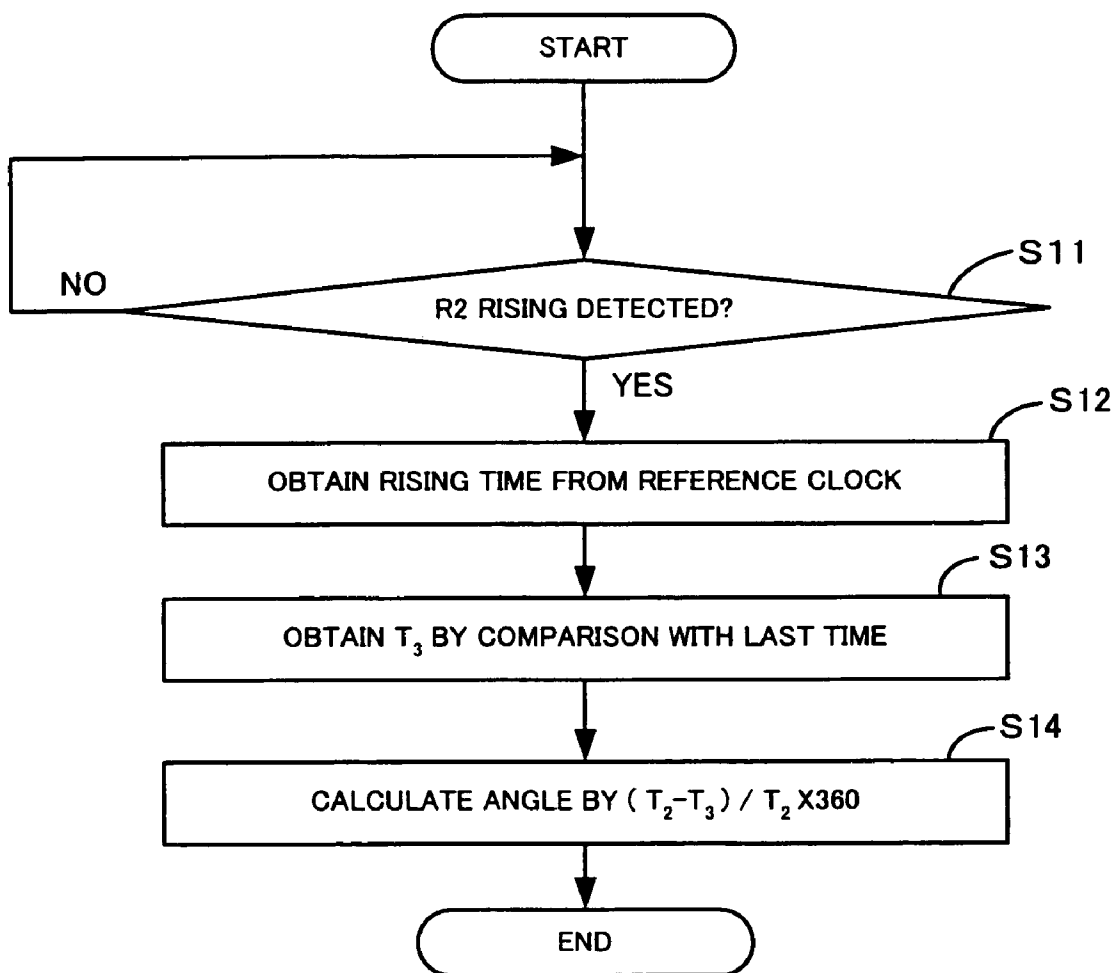 START
NO
R2 RISING DETECTED?
S11
YES
S12
OBTAIN RISING TIME FROM REFERENCE CLOCK
S13
OBTAIN T₃ BY COMPARISON WITH LAST TIME
S14
CALCULATE ANGLE BY ( T₂-T₃ ) / T₂ X360
END